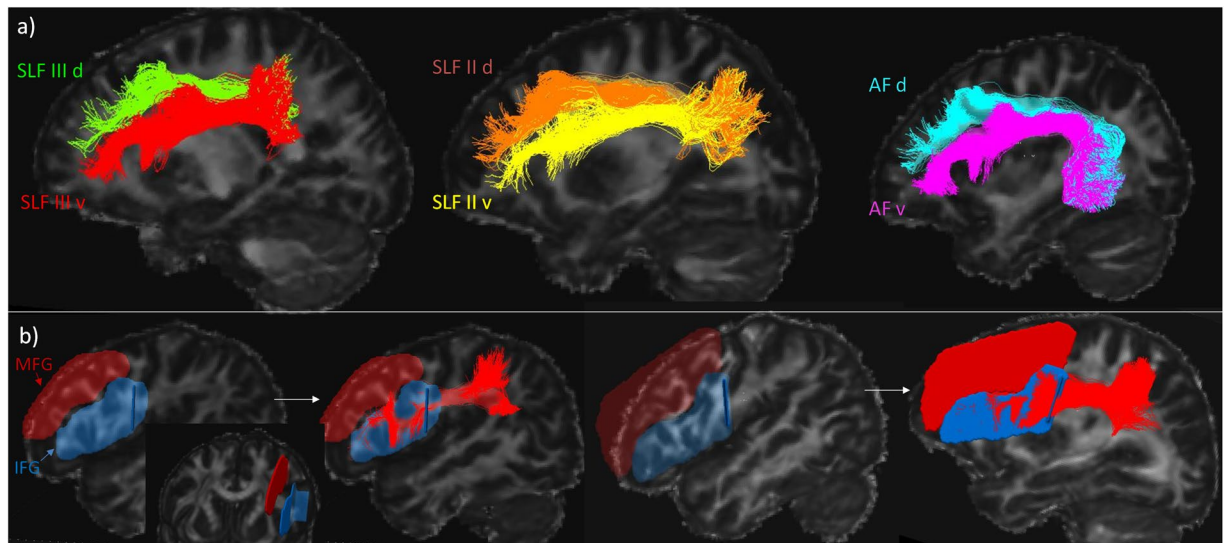 a)
SLF III d
SLF II d
AF d
SLF III v
SLF II v
AF v
b)
MFG
IFG